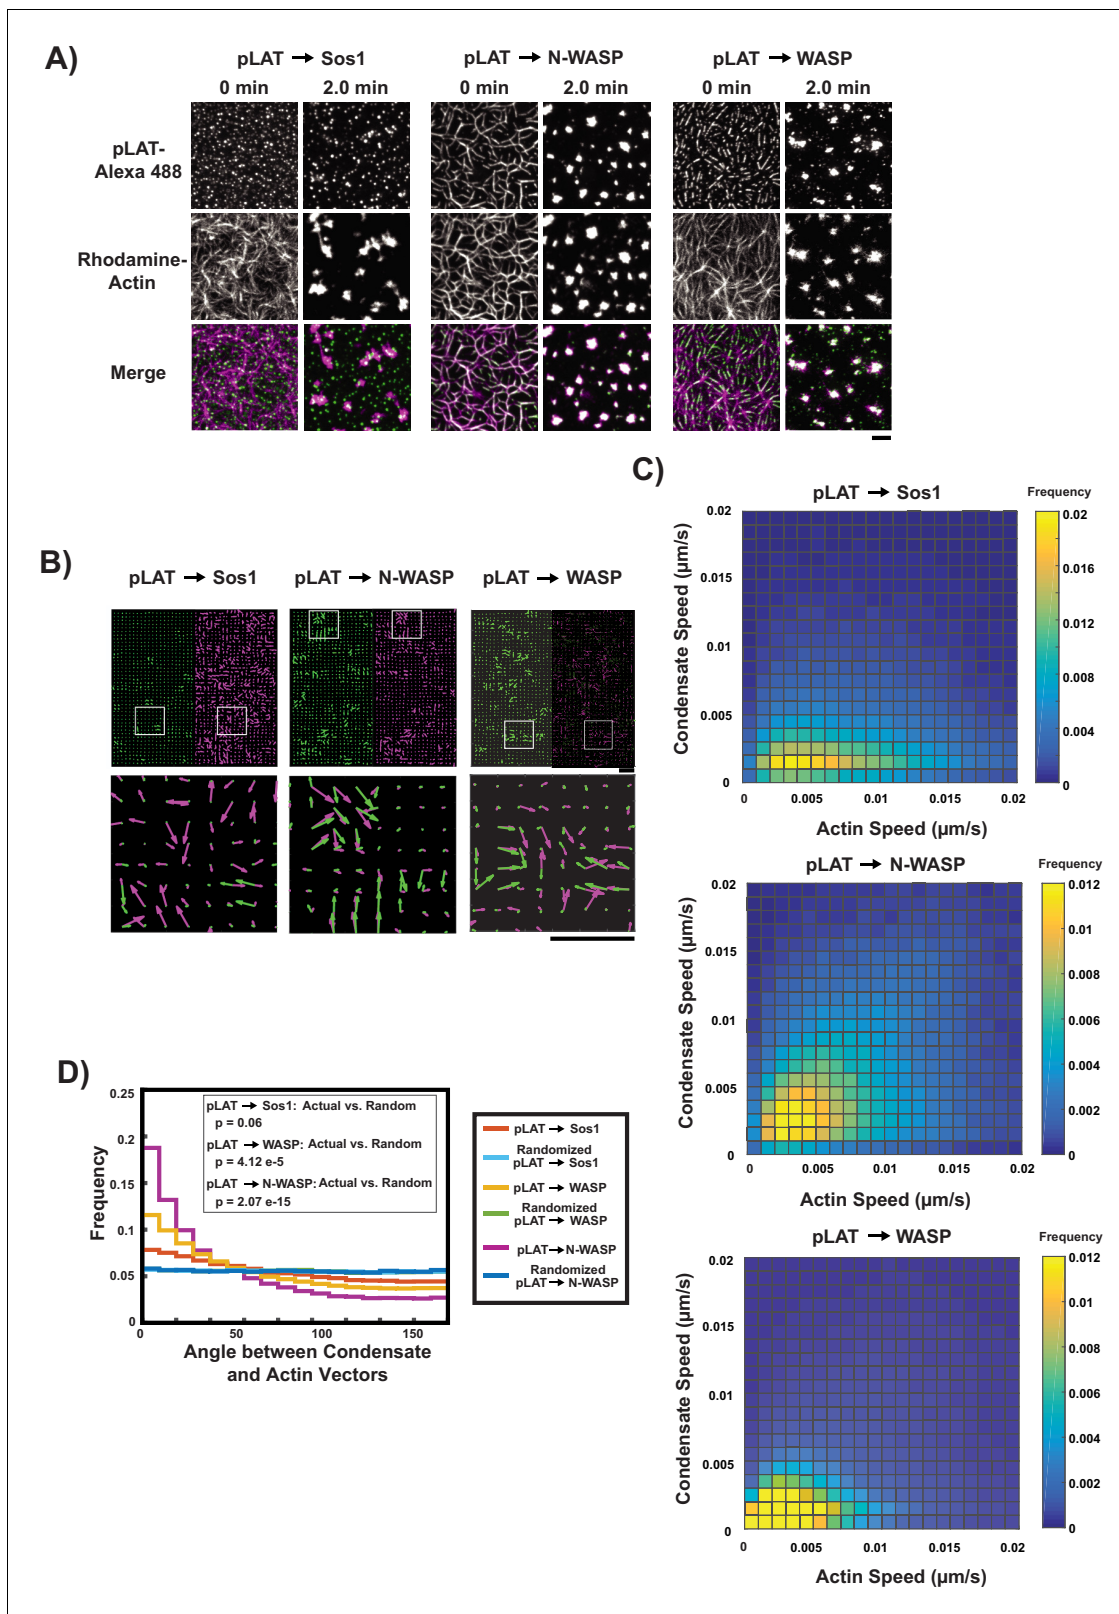 A)
pLAT → Sos1
pLAT → N-WASP
pLAT → WASP
0 min 2.0 min
0 min 2.0 min
0 min 2.0 min
pLAT-
Alexa 488
Rhodamine-
Actin
Merge
B)
pLAT → Sos1
pLAT → N-WASP
pLAT → WASP
C)
pLAT → Sos1
Frequency
Condensate Speed (µm/s)
0.02
0.015
0.01
0.005
0
0.005
0.01
0.015
0.02
Actin Speed (µm/s)
0.02
0.016
0.012
0.008
0.004
0
pLAT → N-WASP
Frequency
Condensate Speed (µm/s)
0.02
0.015
0.01
0.005
0
0
0.005
0.01
0.015
0.02
Actin Speed (µm/s)
0.012
0.01
0.008
0.006
0.004
0.002
0
pLAT → WASP
Frequency
Condensate Speed (µm/s)
0.02
0.015
0.01
0.005
0
0
0.005
0.01
0.015
0.02
Actin Speed (µm/s)
0.012
0.01
0.008
0.006
0.004
0.002
0
D)
Frequency
0.25
0.2
0.15
0.1
0.05
0
pLAT → Sos1: Actual vs. Random
p = 0.06
pLAT → WASP: Actual vs. Random
p = 4.12 e-5
pLAT → N-WASP: Actual vs. Random
p = 2.07 e-15
0
50
100
150
Angle between Condensate
and Actin Vectors
pLAT → Sos1
Randomized
pLAT → Sos1
pLAT → WASP
Randomized
pLAT → WASP
pLAT → N-WASP
Randomized
pLAT → N-WASP